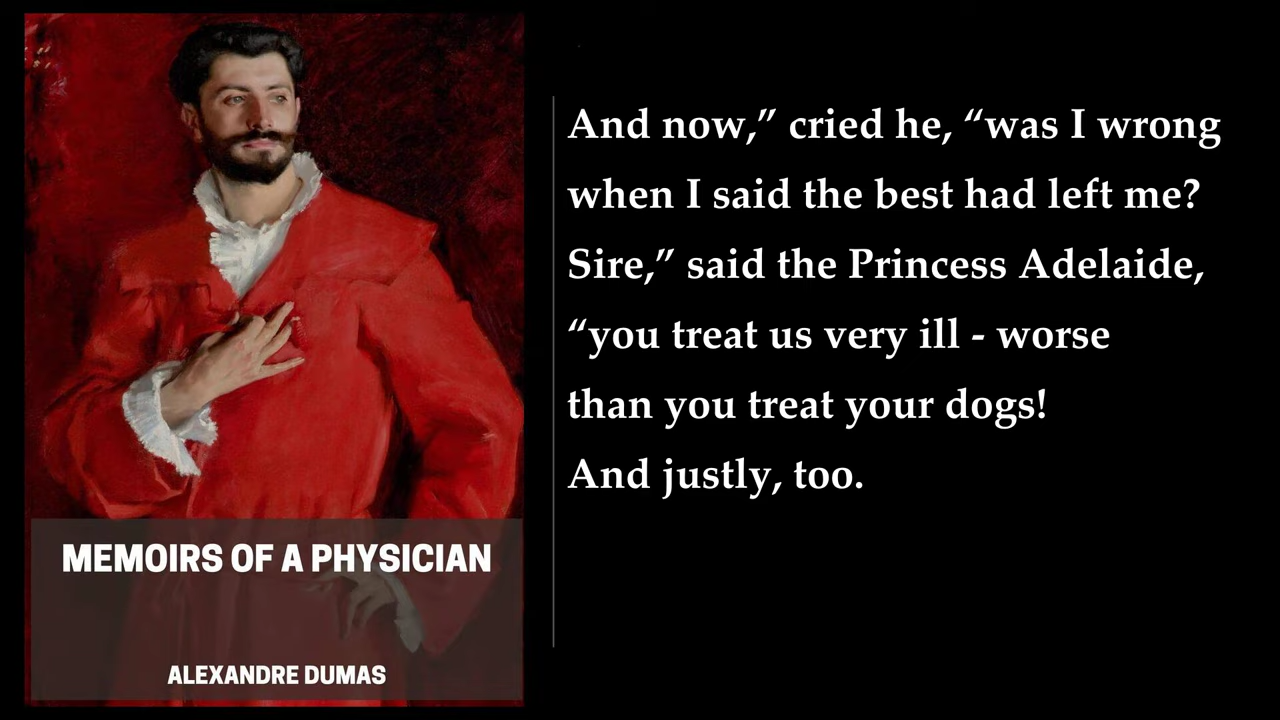 And now,” cried he, “was I wrong
when I said the best had left me?
Sire,” said the Princess Adelaide,
“you treat us very ill - worse
than you treat your dogs!
And justly, too.
MEMOIRS OF A PHYSICIAN
ALEXANDRE DUMAS